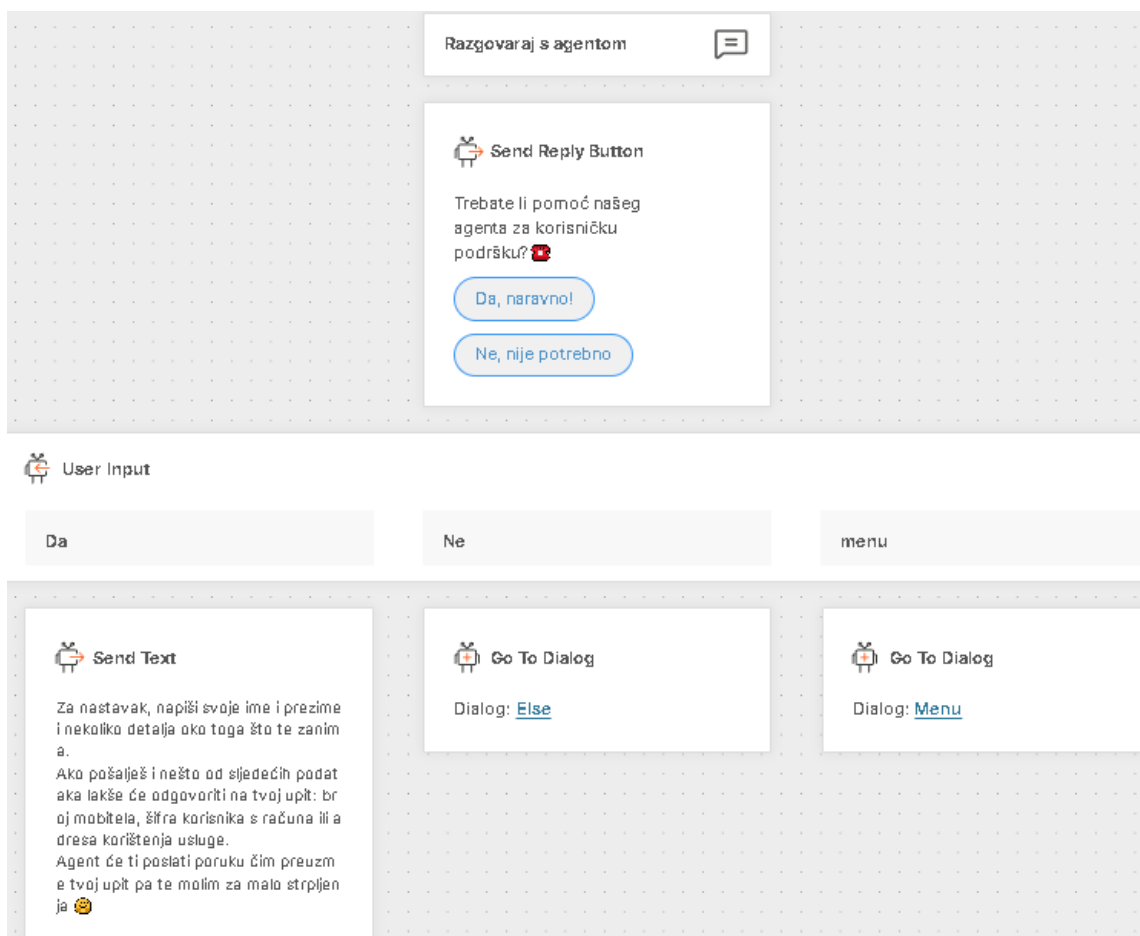 Razgovaraj s agentom
Send Reply Button
Trebate li pomoć našeg
agenta za korisničku
podršku?☎️
Da, naravno!
Ne, nije potrebno
User Input
Da
Ne
menu
Send Text
Za nastavak, napiši svoje ime i prezime
i nekoliko detalja oko toga što te zanim
a.
Ako pošalješ i nešto od sljedećih podat
aka lakše će odgovoriti na tvoj upit: br
oj mobitela, šifra korisnika s računa ili a
dresa korištenja usluge.
Agent će ti poslati poruku čim preuzm
e tvoj upit pa te molim za malo strpljen
ja 🤗
Go To Dialog
Dialog: Else
Go To Dialog
Dialog: Menu